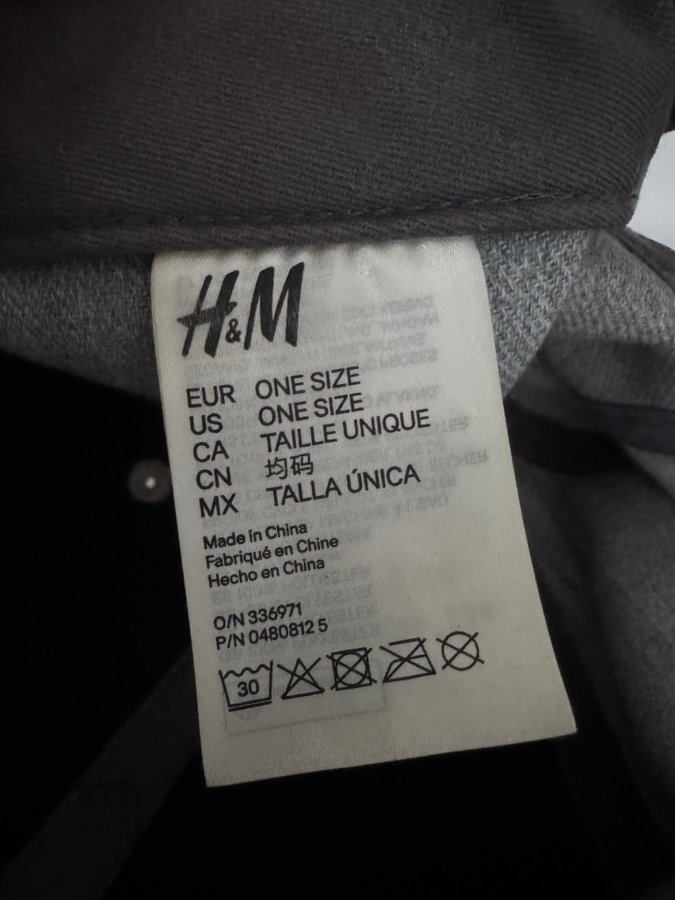 H&M
EUR ONE SIZE
US ONE SIZE
CA TAILLE UNIQUE
CN 均码
MX TALLA ÚNICA
Made in China
Fabriqué en Chine
Hecho en China
O/N 336971
P/N 0480812 5
30